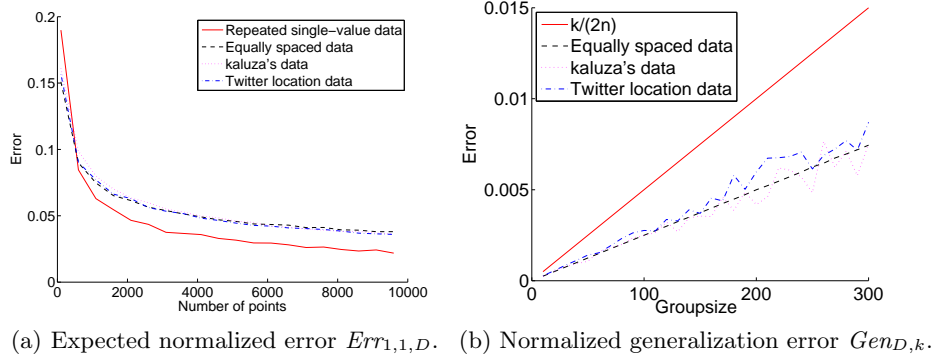 0.2
0.15
0.1
0.05
0
Error
0
2000
4000
6000
8000
10000
Number of points
Repeated single−value data
Equally spaced data
kaluza's data
Twitter location data
(a) Expected normalized error Err1,1,D.
0.015
0.01
0.005
0
Error
0
100
200
300
Groupsize
k/(2n)
Equally spaced data
kaluza's data
Twitter location data
(b) Normalized generalization error GenD,k.